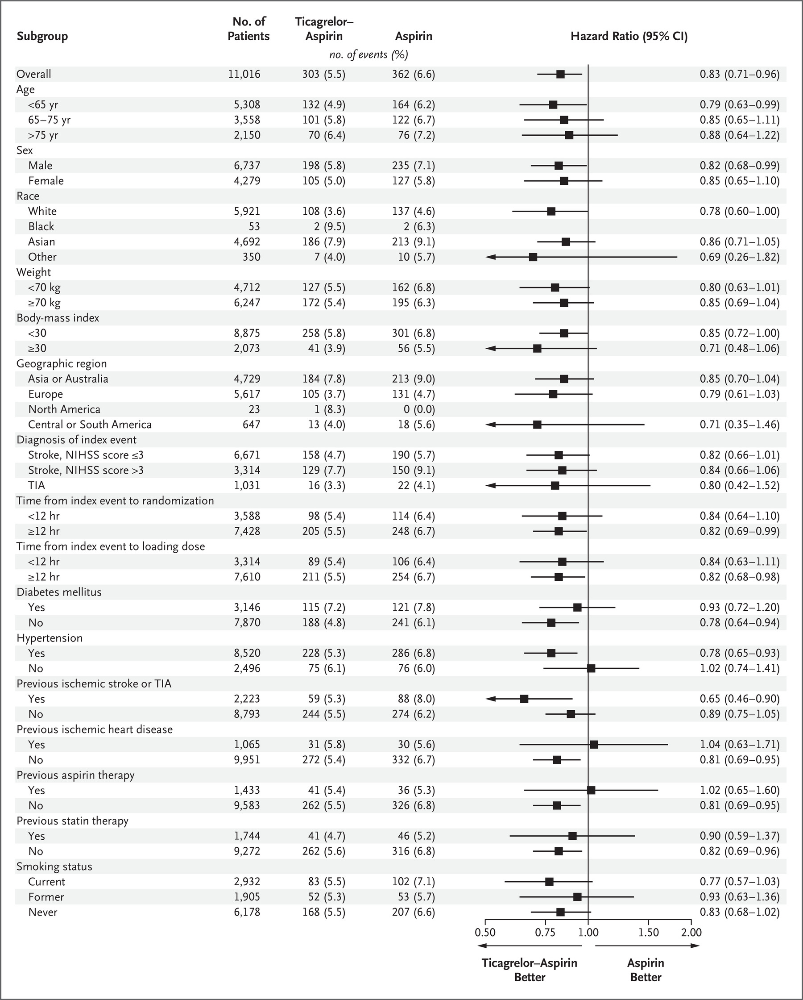 Subgroup No. of Patients Ticagrelor–Aspirin Aspirin Hazard Ratio (95% CI)
no. of events (%)
Overall 11,016 303 (5.5) 362 (6.6) 0.83 (0.71–0.96)
Age
<65 yr 5,308 132 (4.9) 164 (6.2) 0.79 (0.63–0.99)
65–75 yr 3,558 101 (5.8) 122 (6.7) 0.85 (0.65–1.11)
>75 yr 2,150 70 (6.4) 76 (7.2) 0.88 (0.64–1.22)
Sex
Male 6,737 198 (5.8) 235 (7.1) 0.82 (0.68–0.99)
Female 4,279 105 (5.0) 127 (5.8) 0.85 (0.65–1.10)
Race
White 5,921 108 (3.6) 137 (4.6) 0.78 (0.60–1.00)
Black 53 2 (9.5) 2 (6.3)
Asian 4,692 186 (7.9) 213 (9.1) 0.86 (0.71–1.05)
Other 350 7 (4.0) 10 (5.7) 0.69 (0.26–1.82)
Weight
<70 kg 4,712 127 (5.5) 162 (6.8) 0.80 (0.63–1.01)
≥70 kg 6,247 172 (5.4) 195 (6.3) 0.85 (0.69–1.04)
Body-mass index
<30 8,875 258 (5.8) 301 (6.8) 0.85 (0.72–1.00)
≥30 2,073 41 (3.9) 56 (5.5) 0.71 (0.48–1.06)
Geographic region
Asia or Australia 4,729 184 (7.8) 213 (9.0) 0.85 (0.70–1.04)
Europe 5,617 105 (3.7) 131 (4.7) 0.79 (0.61–1.03)
North America 23 1 (8.3) 0 (0.0)
Central or South America 647 13 (4.0) 18 (5.6) 0.71 (0.35–1.46)
Diagnosis of index event
Stroke, NIHSS score ≤3 6,671 158 (4.7) 190 (5.7) 0.82 (0.66–1.01)
Stroke, NIHSS score >3 3,314 129 (7.7) 150 (9.1) 0.84 (0.66–1.06)
TIA 1,031 16 (3.3) 22 (4.1) 0.80 (0.42–1.52)
Time from index event to randomization
<12 hr 3,588 98 (5.4) 114 (6.4) 0.84 (0.64–1.10)
≥12 hr 7,428 205 (5.5) 248 (6.7) 0.82 (0.69–0.99)
Time from index event to loading dose
<12 hr 3,314 89 (5.4) 106 (6.4) 0.84 (0.63–1.11)
≥12 hr 7,610 211 (5.5) 254 (6.7) 0.82 (0.68–0.98)
Diabetes mellitus
Yes 3,146 115 (7.2) 121 (7.8) 0.93 (0.72–1.20)
No 7,870 188 (4.8) 241 (6.1) 0.78 (0.64–0.94)
Hypertension
Yes 8,520 228 (5.3) 286 (6.8) 0.78 (0.65–0.93)
No 2,496 75 (6.1) 76 (6.0) 1.02 (0.74–1.41)
Previous ischemic stroke or TIA
Yes 2,223 59 (5.3) 88 (8.0) 0.65 (0.46–0.90)
No 8,793 244 (5.5) 274 (6.2) 0.89 (0.75–1.05)
Previous ischemic heart disease
Yes 1,065 31 (5.8) 30 (5.6) 1.04 (0.63–1.71)
No 9,951 272 (5.4) 332 (6.7) 0.81 (0.69–0.95)
Previous aspirin therapy
Yes 1,433 41 (5.4) 36 (5.3) 1.02 (0.65–1.60)
No 9,583 262 (5.5) 326 (6.8) 0.81 (0.69–0.95)
Previous statin therapy
Yes 1,744 41 (4.7) 46 (5.2) 0.90 (0.59–1.37)
No 9,272 262 (5.6) 316 (6.8) 0.82 (0.69–0.96)
Smoking status
Current 2,932 83 (5.5) 102 (7.1) 0.77 (0.57–1.03)
Former 1,905 52 (5.3) 53 (5.7) 0.93 (0.63–1.36)
Never 6,178 168 (5.5) 207 (6.6) 0.83 (0.68–1.02)
0.50 0.75 1.00 1.50 2.00
Ticagrelor–Aspirin Better Aspirin Better